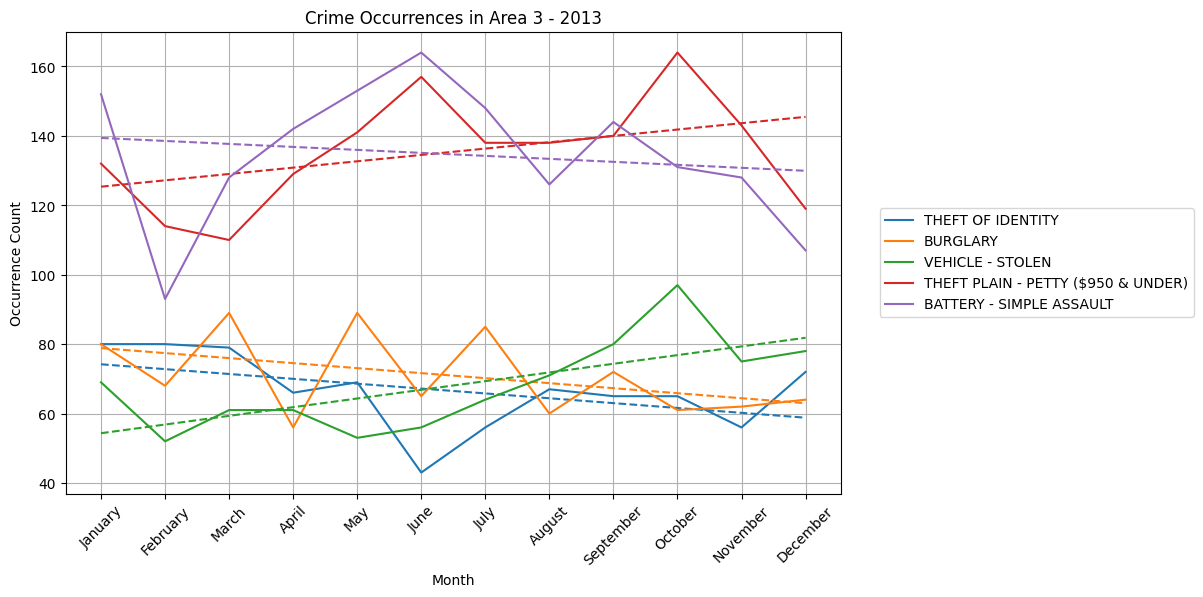 Crime Occurrences in Area 3 - 2013
Occurrence Count
160
140
120
100
80
60
40
January
February
March
April
May
June
July
August
September
October
November
December
Month
THEFT OF IDENTITY
BURGLARY
VEHICLE - STOLEN
THEFT PLAIN - PETTY ($950 & UNDER)
BATTERY - SIMPLE ASSAULT